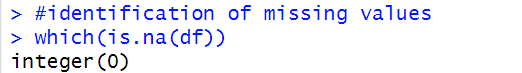 > #identification of missing values
> which(is.na(df))
integer(0)